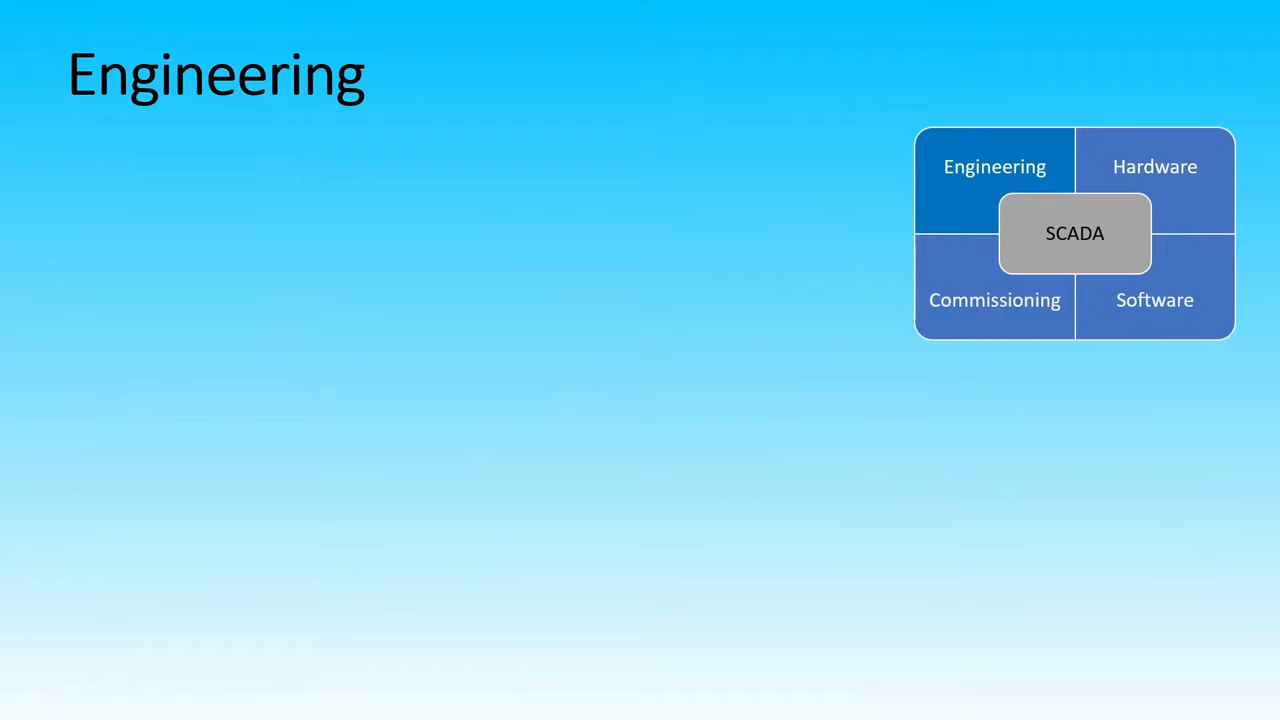 Engineering
Engineering
Hardware
SCADA
Commissioning
Software